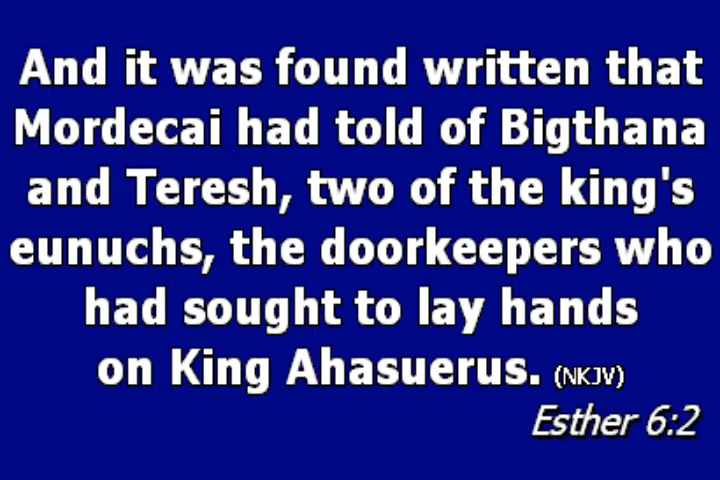 And it was found written that
Mordecai had told of Bigthana
and Teresh, two of the king's
eunuchs, the doorkeepers who
had sought to lay hands
on King Ahasuerus. (NKJV)
Esther 6:2